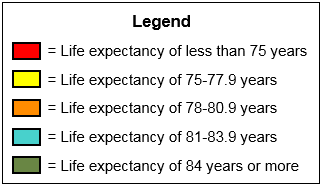 Legend
= Life expectancy of less than 75 years
= Life expectancy of 75-77.9 years
= Life expectancy of 78-80.9 years
= Life expectancy of 81-83.9 years
= Life expectancy of 84 years or more